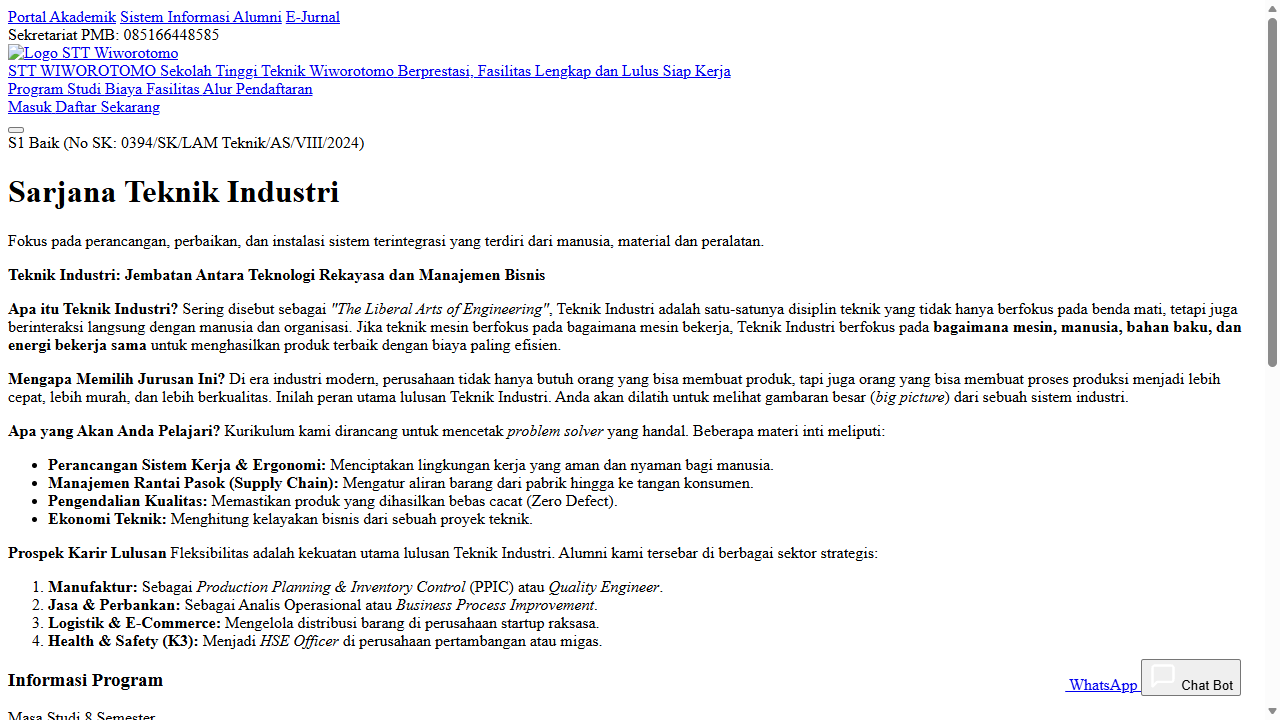 Portal Akademik Sistem Informasi Alumni E-Jurnal
Sekretariat PMB: 085166448585
Logo STT Wiworotomo
STT WIWOROTOMO Sekolah Tinggi Teknik Wiworotomo Berprestasi, Fasilitas Lengkap dan Lulus Siap Kerja
Program Studi Biaya Fasilitas Alur Pendaftaran
Masuk Daftar Sekarang
S1 Baik (No SK: 0394/SK/LAM Teknik/AS/VIII/2024)
Sarjana Teknik Industri
Fokus pada perancangan, perbaikan, dan instalasi sistem terintegrasi yang terdiri dari manusia, material dan peralatan.
Teknik Industri: Jembatan Antara Teknologi Rekayasa dan Manajemen Bisnis
Apa itu Teknik Industri? Sering disebut sebagai "The Liberal Arts of Engineering", Teknik Industri adalah satu-satunya disiplin teknik yang tidak hanya berfokus pada benda mati, tetapi juga
berinteraksi langsung dengan manusia dan organisasi. Jika teknik mesin berfokus pada bagaimana mesin bekerja, Teknik Industri berfokus pada bagaimana mesin, manusia, bahan baku, dan
energi bekerja sama untuk menghasilkan produk terbaik dengan biaya paling efisien.
Mengapa Memilih Jurusan Ini? Di era industri modern, perusahaan tidak hanya butuh orang yang bisa membuat produk, tapi juga orang yang bisa membuat proses produksi menjadi lebih
cepat, lebih murah, dan lebih berkualitas. Inilah peran utama lulusan Teknik Industri. Anda akan dilatih untuk melihat gambaran besar (big picture) dari sebuah sistem industri.
Apa yang Akan Anda Pelajari? Kurikulum kami dirancang untuk mencetak problem solver yang handal. Beberapa materi inti meliputi:
• Perancangan Sistem Kerja & Ergonomi: Menciptakan lingkungan kerja yang aman dan nyaman bagi manusia.
• Manajemen Rantai Pasok (Supply Chain): Mengatur aliran barang dari pabrik hingga ke tangan konsumen.
• Pengendalian Kualitas: Memastikan produk yang dihasilkan bebas cacat (Zero Defect).
• Ekonomi Teknik: Menghitung kelayakan bisnis dari sebuah proyek teknik.
Prospek Karir Lulusan Fleksibilitas adalah kekuatan utama lulusan Teknik Industri. Alumni kami tersebar di berbagai sektor strategis:
1. Manufaktur: Sebagai Production Planning & Inventory Control (PPIC) atau Quality Engineer.
2. Jasa & Perbankan: Sebagai Analis Operasional atau Business Process Improvement.
3. Logistik & E-Commerce: Mengelola distribusi barang di perusahaan startup raksasa.
4. Health & Safety (K3): Menjadi HSE Officer di perusahaan pertambangan atau migas.
Informasi Program
WhatsApp Chat Bot
Masa Studi 8 Semester